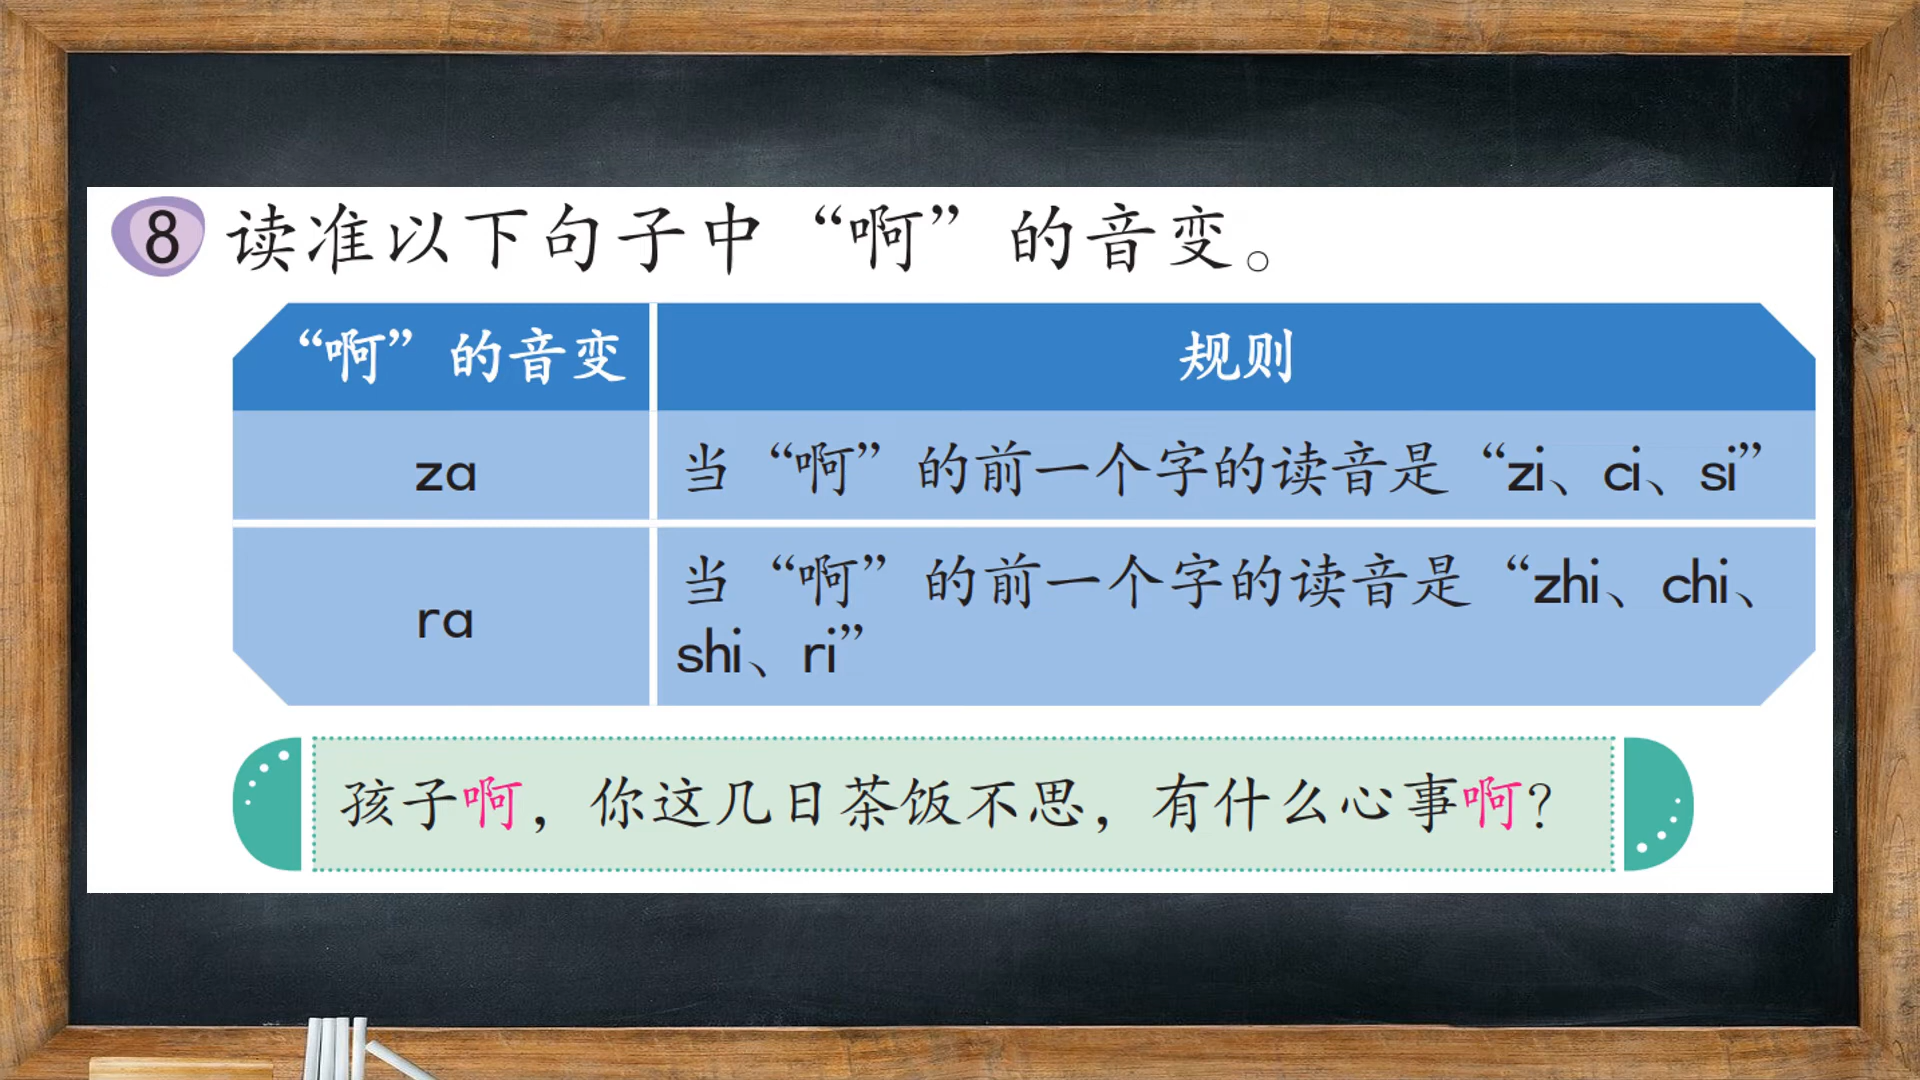 8 读准以下句子中“啊”的音变。
“啊”的音变
规则
za
当“啊”的前一个字的读音是“zi、ci、si”
ra
当“啊”的前一个字的读音是“zhi、chi、
shi、ri”
孩子啊，你这几日茶饭不思，有什么心事啊？